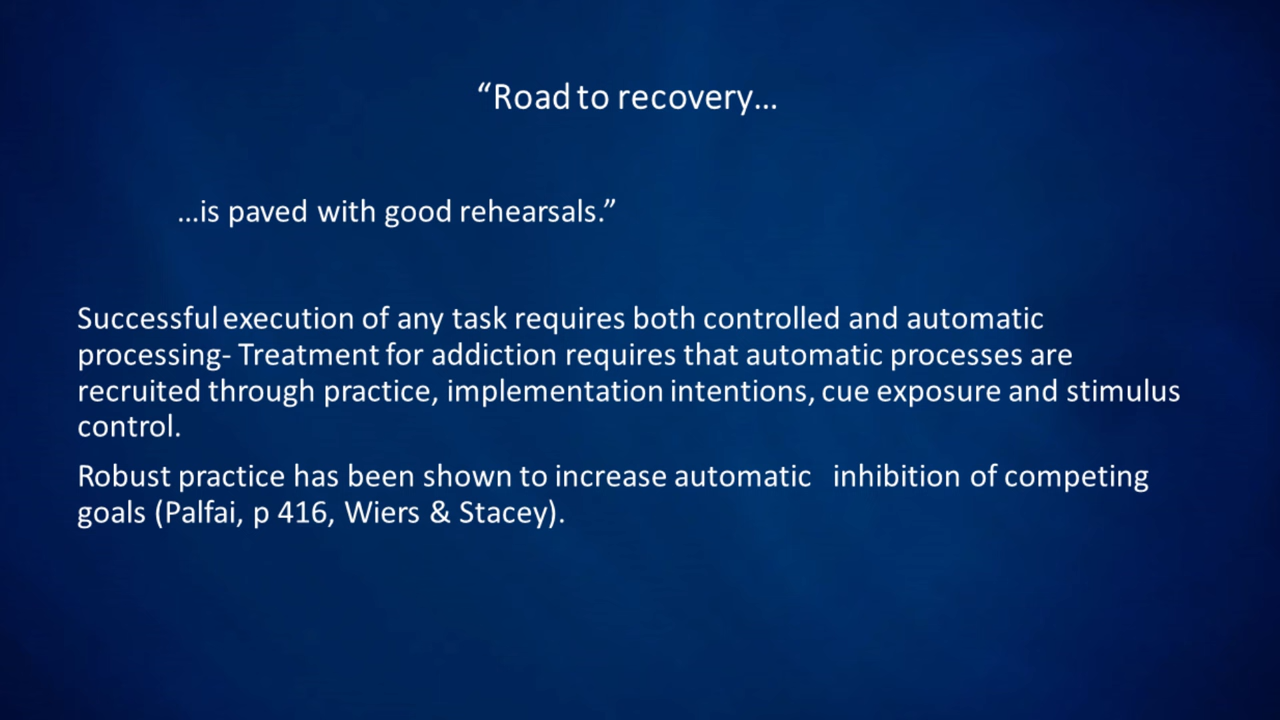 “Road to recovery…
…is paved with good rehearsals.”
Successful execution of any task requires both controlled and automatic
processing- Treatment for addiction requires that automatic processes are
recruited through practice, implementation intentions, cue exposure and stimulus
control.
Robust practice has been shown to increase automatic   inhibition of competing
goals (Palfai, p 416, Wiers & Stacey).